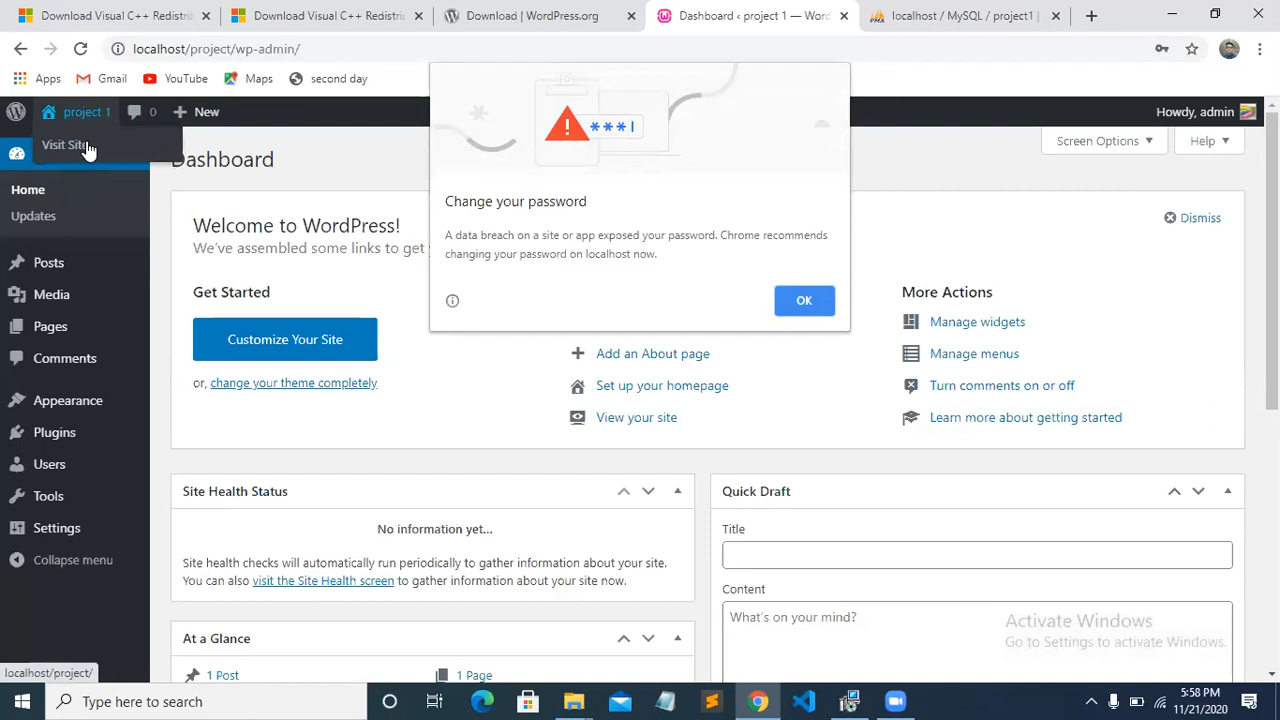 Download Visual C++ Redistrib
Download Visual C++ Redistri
Download | WordPress.org
Dashboard ‹ project 1 — Wor
localhost / MySQL / project1 |
localhost/project/wp-admin/
Apps
Gmail
YouTube
Maps
second day
project 1
0
New
Howdy, admin
Visit Site
Dashboard
Screen Options
Help
Home
Updates
Posts
Media
Pages
Comments
Appearance
Plugins
Users
Tools
Settings
Collapse menu
***
Change your password
A data breach on a site or app exposed your password. Chrome recommends
changing your password on localhost now.
OK
Welcome to WordPress!
We've assembled some links to get
Dismiss
Get Started
Customize Your Site
or, change your theme completely
Add an About page
Set up your homepage
View your site
More Actions
Manage widgets
Manage menus
Turn comments on or off
Learn more about getting started
Site Health Status
No information yet...
Site health checks will automatically run periodically to gather information about your site.
You can also visit the Site Health screen to gather information about your site now.
At a Glance
1 Post
1 Page
Quick Draft
Title
Content
What's on your mind?
Activate Windows
Go to Settings to activate Windows.
localhost/project/
Type here to search
5:58 PM
11/21/2020